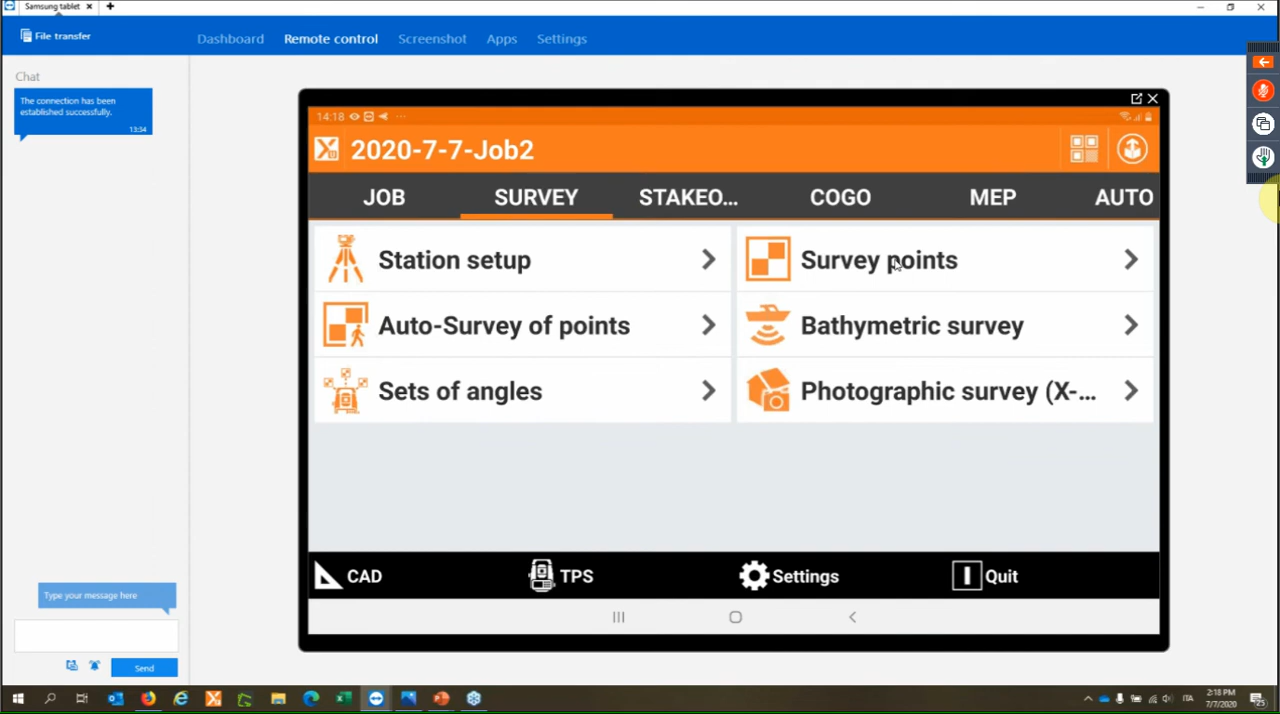 Samsung tablet
File transfer
Dashboard
Remote control
Screenshot
Apps
Settings
Chat
The connection has been
established successfully.
13:34
14:18
2020-7-7-Job2
JOB
SURVEY
STAKEO...
COGO
MEP
AUTO
Station setup
Survey points
Auto-Survey of points
Bathymetric survey
Sets of angles
Photographic survey (X-...
CAD
TPS
Settings
Quit
Type your message here
Send
ITA
2:18 PM
7/7/2020
25